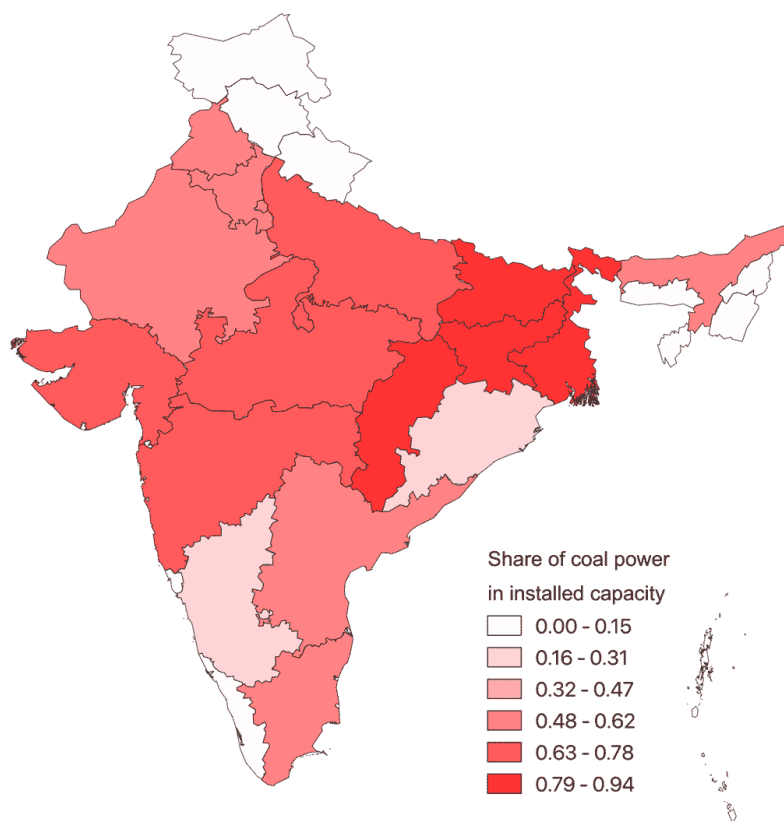 Share of coal power
in installed capacity
0.00 - 0.15
0.16 - 0.31
0.32 - 0.47
0.48 - 0.62
0.63 - 0.78
0.79 - 0.94